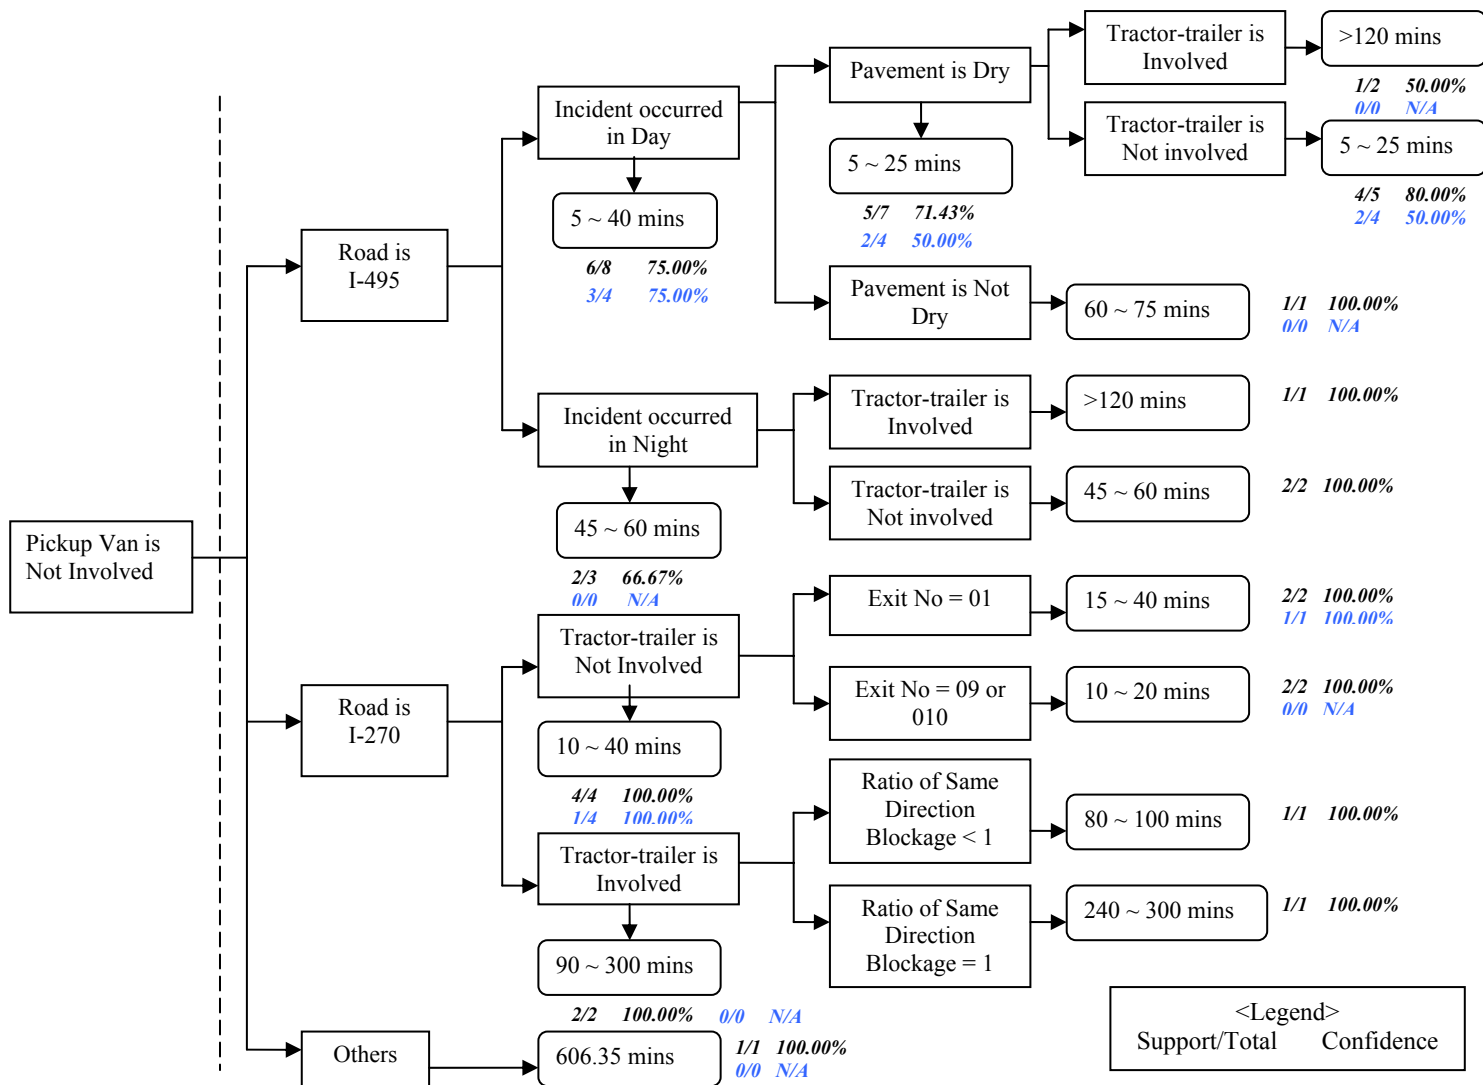 Pickup Van is
Not Involved
Road is
I-495
Incident occurred
in Day
5 ~ 40 mins
6/8 75.00%
3/4 75.00%
Pavement is Dry
5 ~ 25 mins
5/7 71.43%
2/4 50.00%
Tractor-trailer is
Involved
>120 mins
1/2 50.00%
0/0 N/A
Tractor-trailer is
Not involved
5 ~ 25 mins
4/5 80.00%
2/4 50.00%
Pavement is Not
Dry
60 ~ 75 mins
1/1 100.00%
0/0 N/A
Incident occurred
in Night
45 ~ 60 mins
2/3 66.67%
0/0 N/A
Tractor-trailer is
Involved
>120 mins
1/1 100.00%
Tractor-trailer is
Not involved
45 ~ 60 mins
2/2 100.00%
Road is
I-270
Tractor-trailer is
Not Involved
10 ~ 40 mins
4/4 100.00%
1/4 100.00%
Exit No = 01
15 ~ 40 mins
2/2 100.00%
1/1 100.00%
Exit No = 09 or
010
10 ~ 20 mins
2/2 100.00%
0/0 N/A
Tractor-trailer is
Involved
90 ~ 300 mins
2/2 100.00% 0/0 N/A
Ratio of Same
Direction
Blockage < 1
80 ~ 100 mins
1/1 100.00%
Ratio of Same
Direction
Blockage = 1
240 ~ 300 mins
1/1 100.00%
Others
606.35 mins
1/1 100.00%
0/0 N/A
<Legend>
Support/Total Confidence